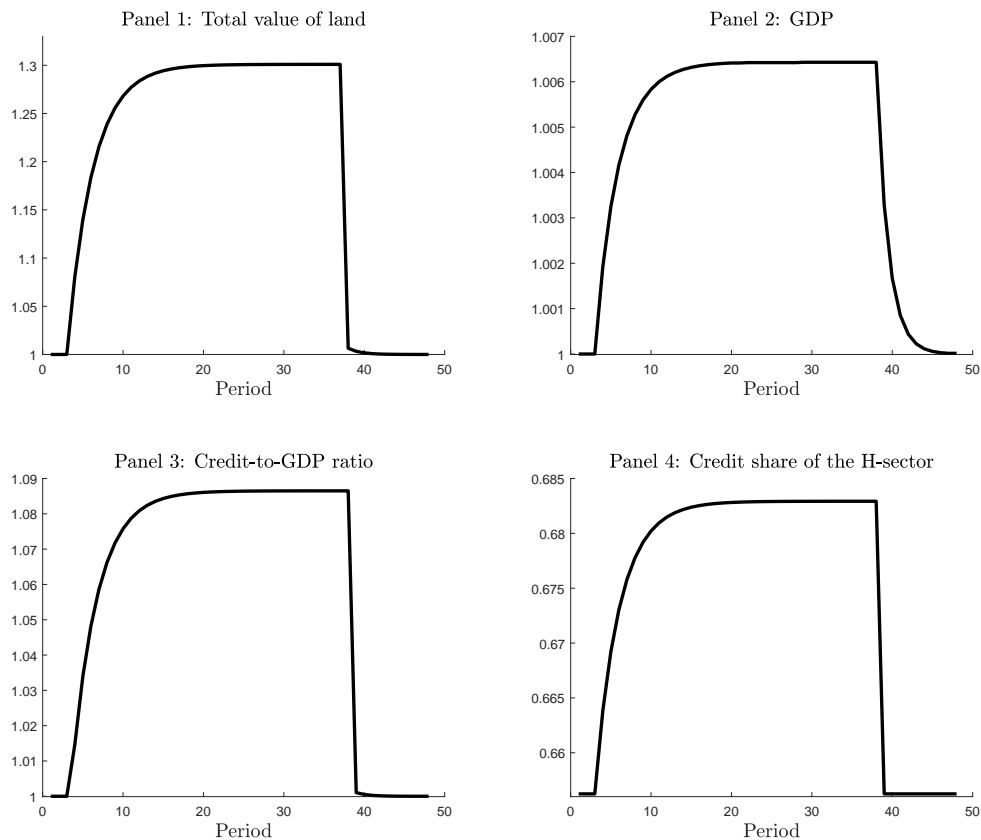 Panel 1: Total value of land
1.3
1.25
1.2
1.15
1.1
1.05
1
0 10 20 30 40 50
Period
Panel 2: GDP
1.007
1.006
1.005
1.004
1.003
1.002
1.001
1
0 10 20 30 40 50
Period
Panel 3: Credit-to-GDP ratio
1.09
1.08
1.07
1.06
1.05
1.04
1.03
1.02
1.01
1
0 10 20 30 40 50
Period
Panel 4: Credit share of the H-sector
0.685
0.68
0.675
0.67
0.665
0.66
0 10 20 30 40 50
Period